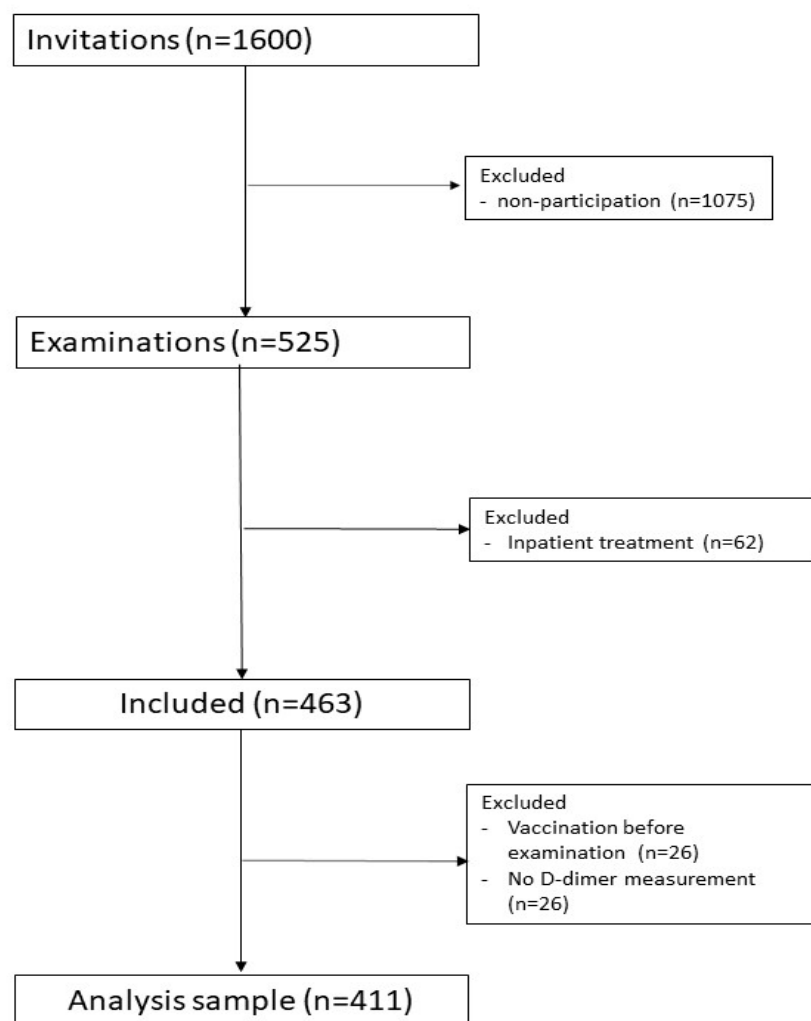 Invitations (n=1600)
Excluded
- non-participation (n=1075)
Examinations (n=525)
Excluded
- Inpatient treatment (n=62)
Included (n=463)
Excluded
- Vaccination before
examination (n=26)
- No D-dimer measurement
(n=26)
Analysis sample (n=411)